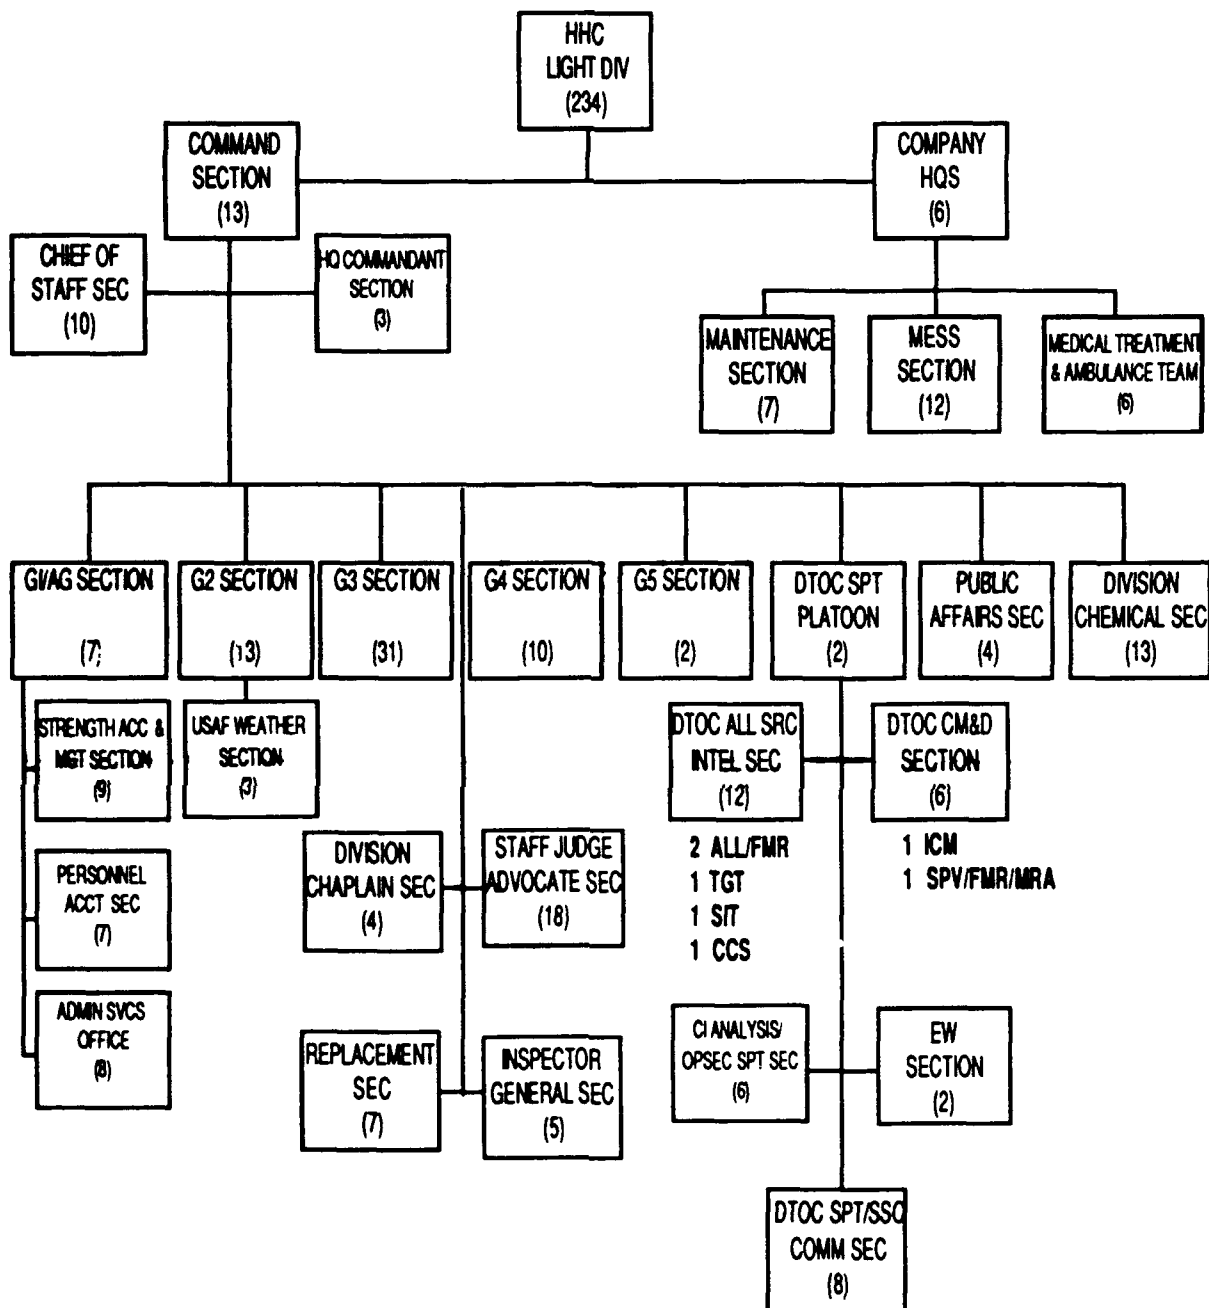 HHC
LIGHT DIV
(234)
COMMAND
SECTION
(13)
COMPANY
HQS
(6)
CHIEF OF
STAFF SEC
(10)
HQ COMMANDANT
SECTION
(3)
MAINTENANCE
SECTION
(7)
MESS
SECTION
(12)
MEDICAL TREATMENT
& AMBULANCE TEAM
(6)
G1/AG SECTION
(7)
G2 SECTION
(13)
G3 SECTION
(31)
G4 SECTION
(10)
G5 SECTION
(2)
DTOC SPT
PLATOON
(2)
PUBLIC
AFFAIRS SEC
(4)
DIVISION
CHEMICAL SEC
(13)
STRENGTH ACC &
MGT SECTION
(9)
USAF WEATHER
SECTION
(3)
DTOC ALL SRC
INTEL SEC
(12)
2 ALL/FMR
1 TGT
1 SIT
1 CCS
DTOC CM&D
SECTION
(6)
1 ICM
1 SPV/FMR/MRA
PERSONNEL
ACCT SEC
(7)
DIVISION
CHAPLAIN SEC
(4)
STAFF JUDGE
ADVOCATE SEC
(18)
ADMIN SVCS
OFFICE
(8)
REPLACEMENT
SEC
(7)
INSPECTOR
GENERAL SEC
(5)
CI ANALYSIS/
OPSEC SPT SEC
(6)
EW
SECTION
(2)
DTOC SPT/SSO
COMM SEC
(8)